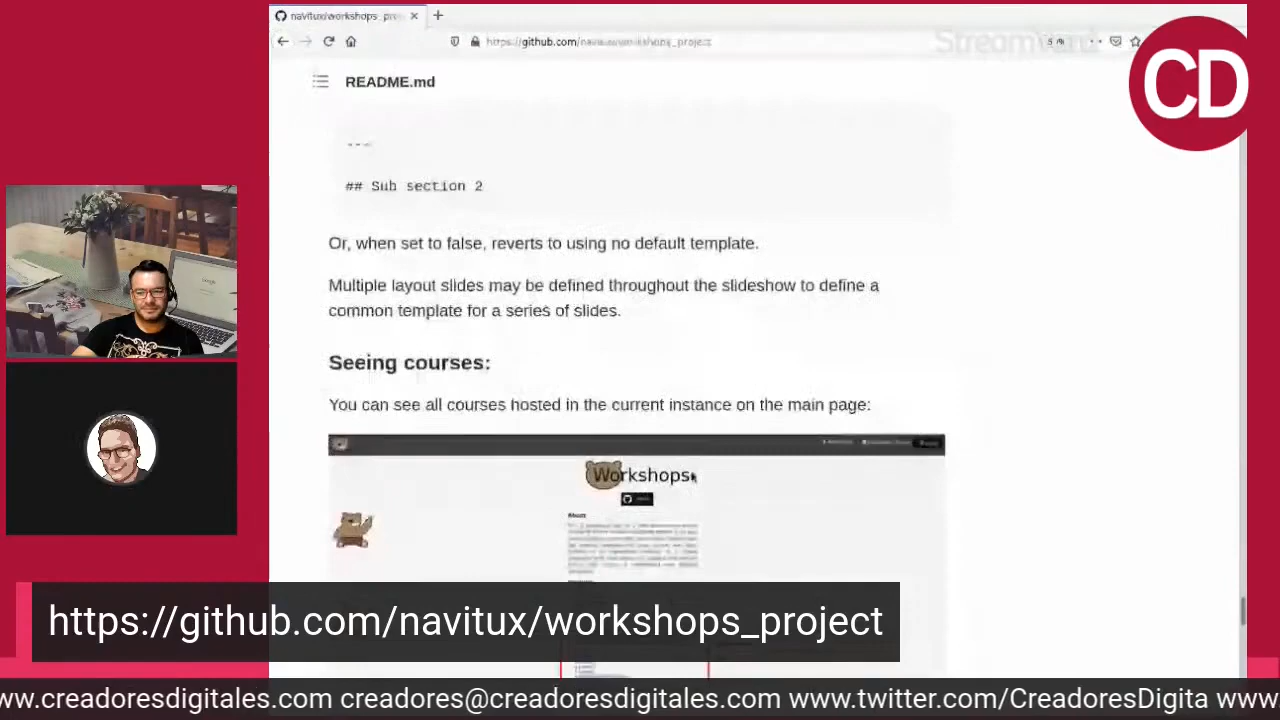 navitux/workshops_pro
https://github.com/navitux/workshops_project
StreamYard
CD
README.md
---
## Sub section 2
Or, when set to false, reverts to using no default template.
Multiple layout slides may be defined throughout the slideshow to define a
common template for a series of slides.
Seeing courses:
You can see all courses hosted in the current instance on the main page:
Workshops
About
https://github.com/navitux/workshops_project
ww.creadoresdigitales.com creadores@creadoresdigitales.com www.twitter.com/CreadoresDigita www.